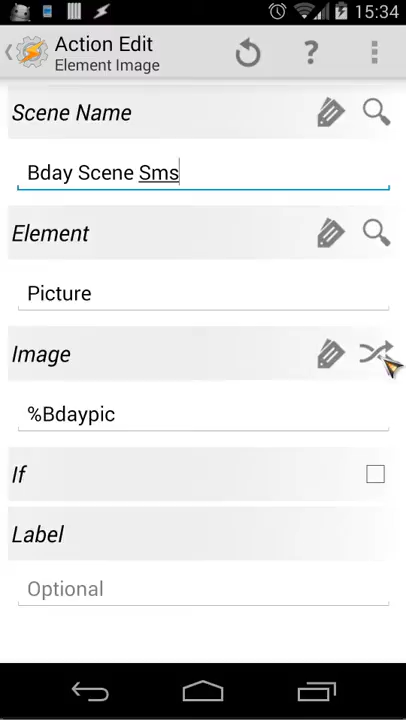 15:34
Action Edit
Element Image
?
Scene Name
Bday Scene Sms
Element
Picture
Image
%Bdaypic
If
Label
Optional